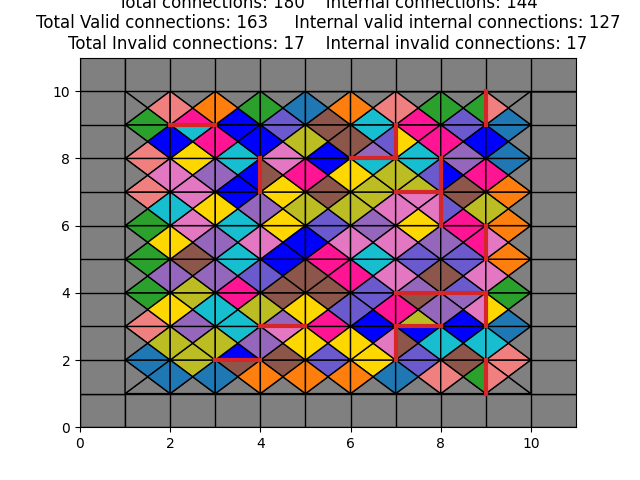 Total connections: 180    Internal connections: 144
Total Valid connections: 163     Internal valid internal connections: 127
Total Invalid connections: 17    Internal invalid connections: 17
10
8
6
4
2
0
0 2 4 6 8 10